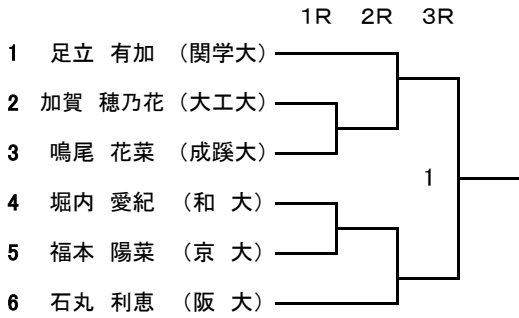 1R 2R 3R
1 足立 有加 (関学大)
2 加賀 穂乃花 (大工大)
3 鳴尾 花菜 (成蹊大)
1
4 堀内 愛紀 (和 大)
5 福本 陽菜 (京 大)
6 石丸 利恵 (阪 大)